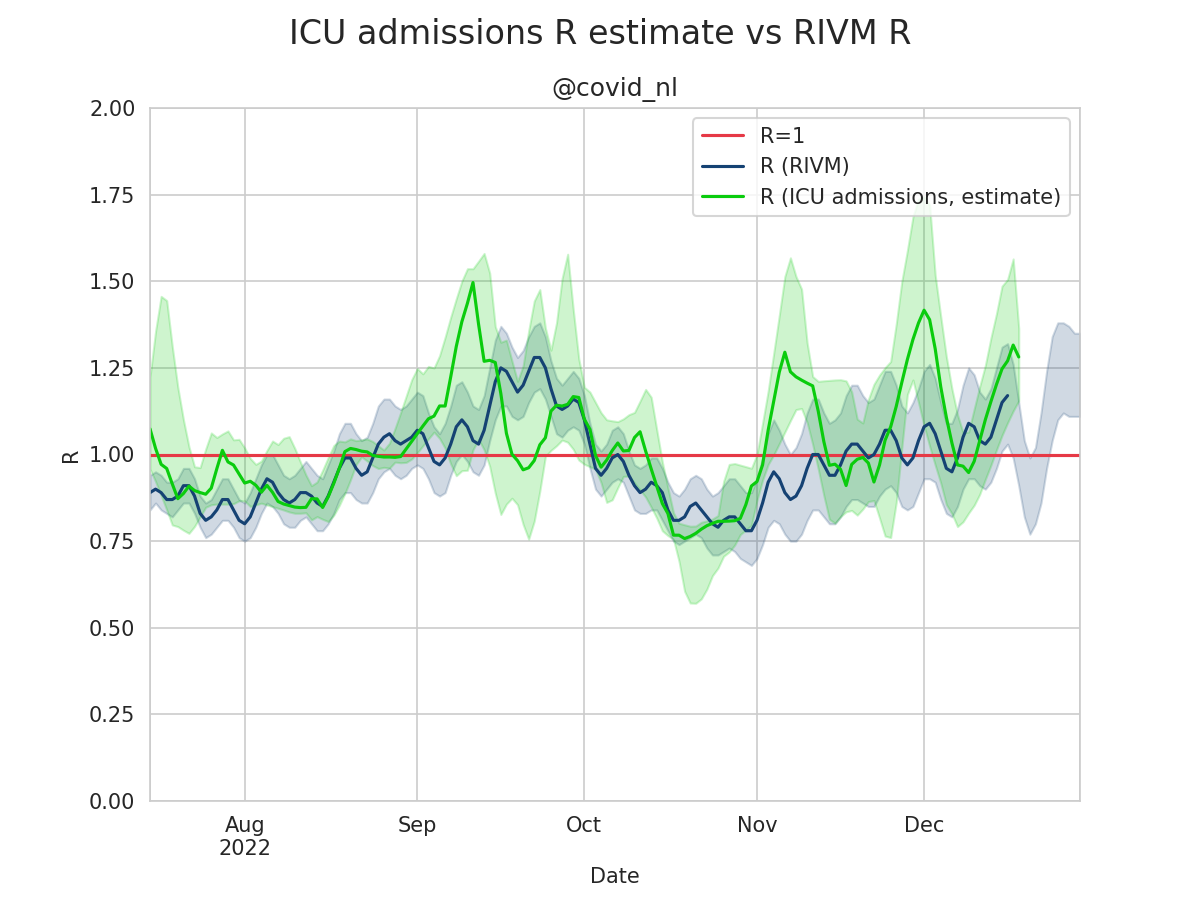 ICU admissions R estimate vs RIVM R
@covid_nl
R=1
R (RIVM)
R (ICU admissions, estimate)
2.00
1.75
1.50
1.25
1.00
0.75
0.50
0.25
0.00
R
Aug
2022
Sep
Oct
Nov
Dec
Date